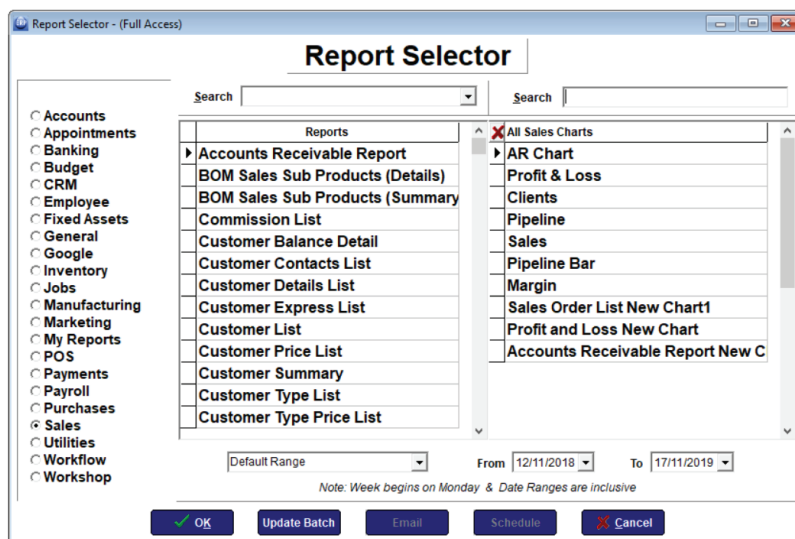 Report Selector - (Full Access)
Report Selector
Search
Search
Accounts
Appointments
Banking
Budget
CRM
Employee
Fixed Assets
General
Google
Inventory
Jobs
Manufacturing
Marketing
My Reports
POS
Payments
Payroll
Purchases
Sales
Utilities
Workflow
Workshop
Reports
Accounts Receivable Report
BOM Sales Sub Products (Details)
BOM Sales Sub Products (Summary
Commission List
Customer Balance Detail
Customer Contacts List
Customer Details List
Customer Express List
Customer List
Customer Price List
Customer Summary
Customer Type List
Customer Type Price List
All Sales Charts
AR Chart
Profit & Loss
Clients
Pipeline
Sales
Pipeline Bar
Margin
Sales Order List New Chart1
Profit and Loss New Chart
Accounts Receivable Report New C
Default Range
From 12/11/2018 To 17/11/2019
Note: Week begins on Monday & Date Ranges are inclusive
OK Update Batch Email Schedule Cancel